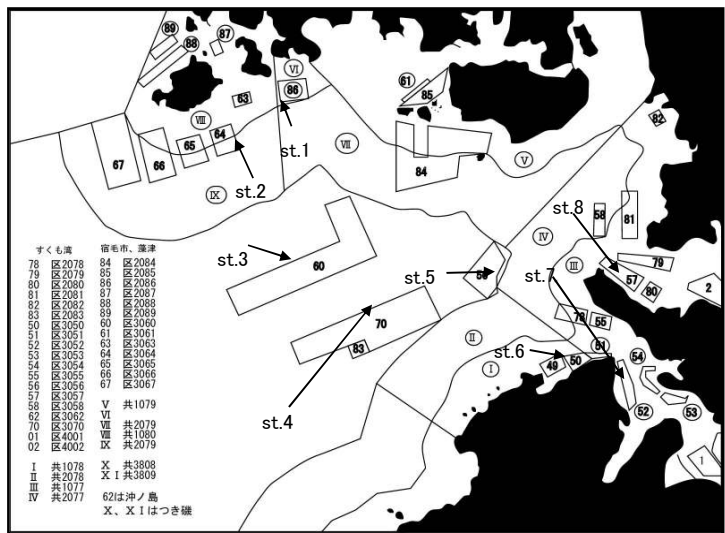 89
88
87
Ⅵ
86
63
61
85
82
st.1
Ⅷ
64
65
66
67
Ⅶ
84
Ⅴ
st.2
Ⅸ
58
81
st.8
Ⅳ
st.3
60
st.5
Ⅲ
79
57
80
2
st.7
70
83
Ⅱ
55
51
54
st.6
Ⅰ
49
50
st.4
52
53
1
すくも湾
78 区2078
79 区2079
80 区2080
81 区2081
82 区2082
83 区2083
50 区3050
51 区3051
52 区3052
53 区3053
54 区3054
55 区3055
56 区3056
57 区3057
58 区3058
62 区3062
70 区3070
01 区4001
02 区4002
Ⅰ 共1078
Ⅱ 共2078
Ⅲ 共1077
Ⅳ 共2077
宿毛市、藻津
84 区2084
85 区2085
86 区2086
87 区2087
88 区2088
89 区2089
60 区3060
61 区3061
63 区3063
64 区3064
65 区3065
66 区3066
67 区3067
Ⅴ 共1079
Ⅵ
Ⅶ 共2079
Ⅷ 共1080
Ⅸ 共2079
Ⅹ 共3808
ⅩⅠ共3809
62は沖ノ島
Ⅹ、ⅩⅠはつき磯